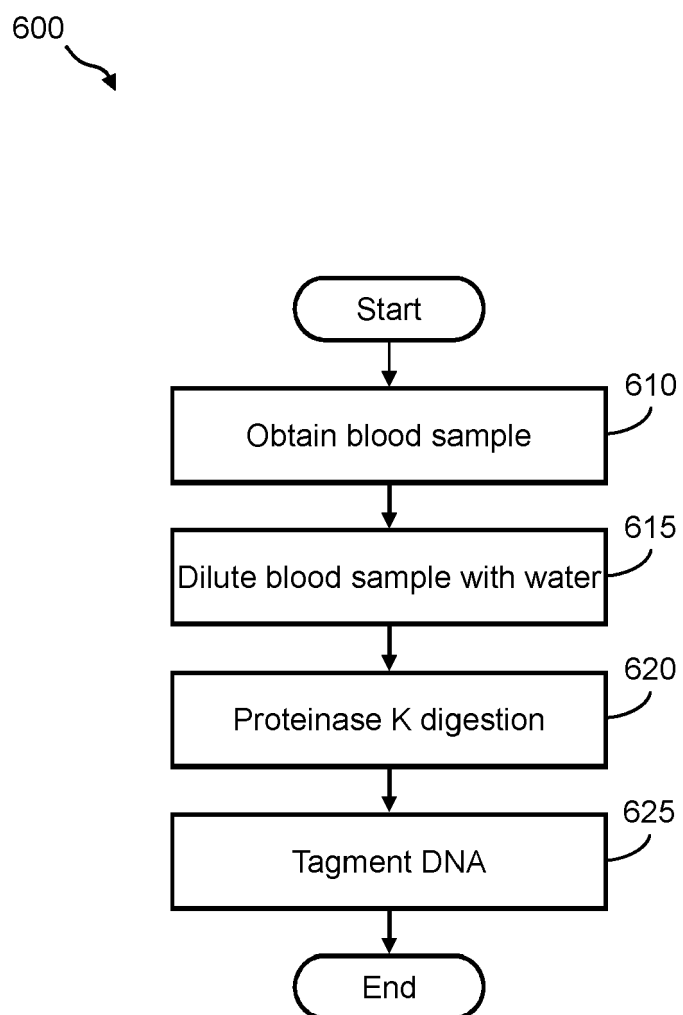 600
Start
610
Obtain blood sample
615
Dilute blood sample with water
620
Proteinase K digestion
625
Tagment DNA
End